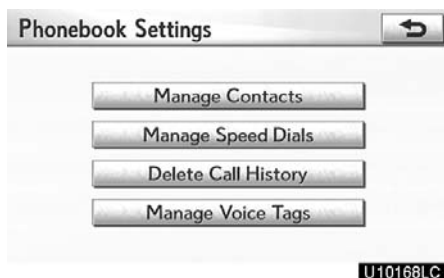 Phonebook Settings
Manage Contacts
Manage Speed Dials
Delete Call History
Manage Voice Tags
U10168LC